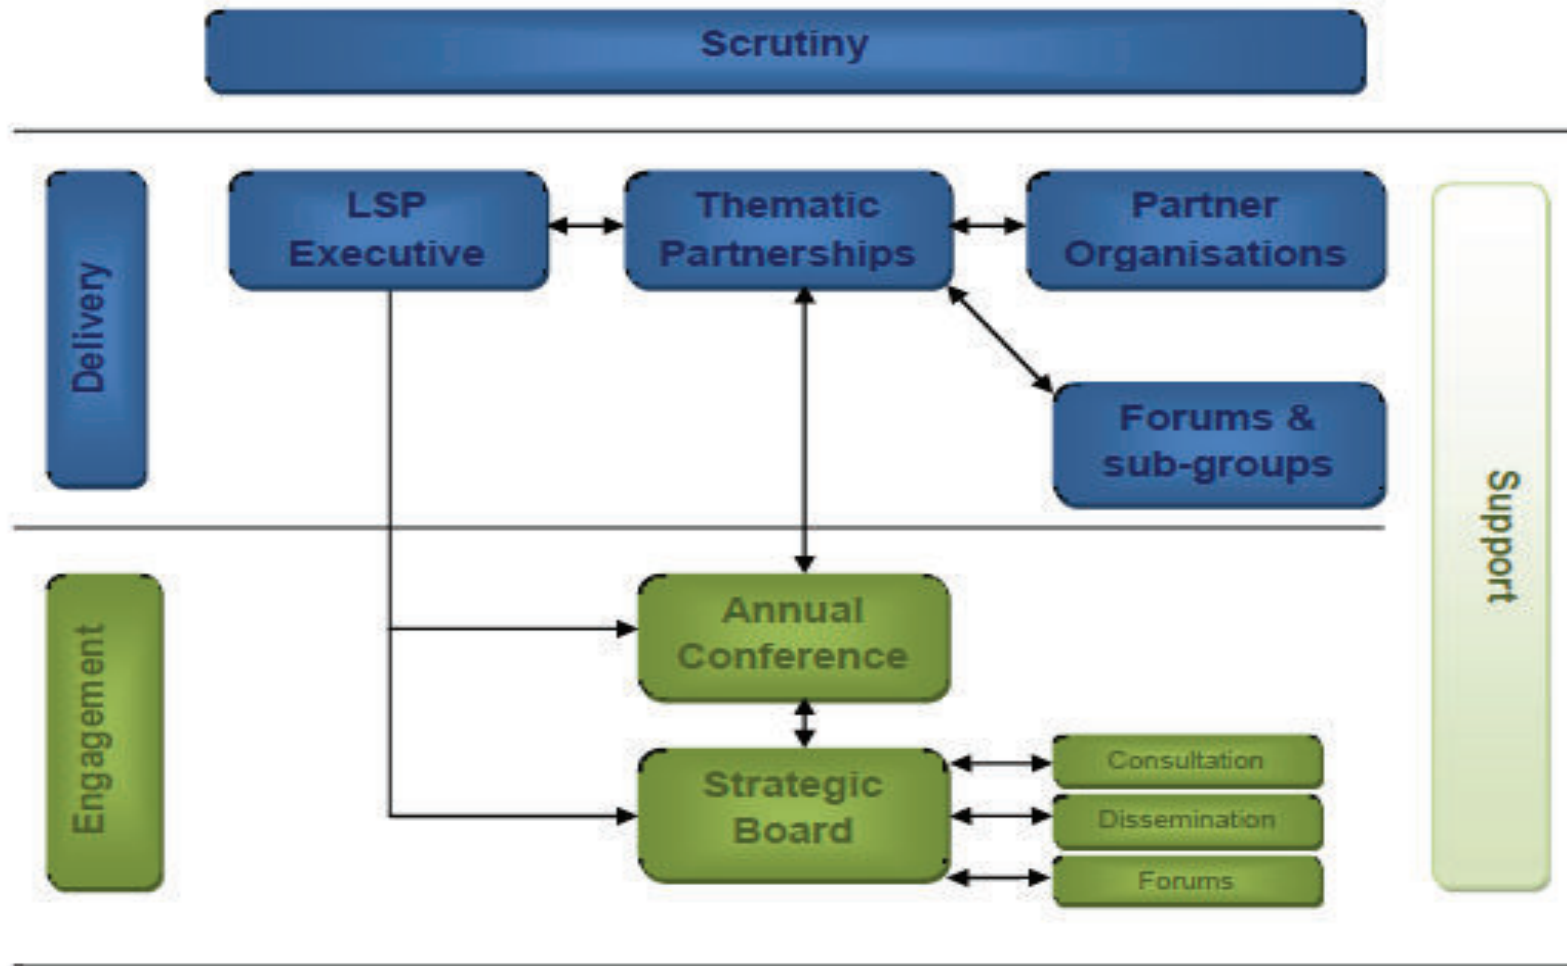 Scrutiny
Delivery
LSP
Executive
Thematic
Partnerships
Partner
Organisations
Forums &
sub-groups
Support
Engagement
Annual
Conference
Strategic
Board
Consultation
Dissemination
Forums